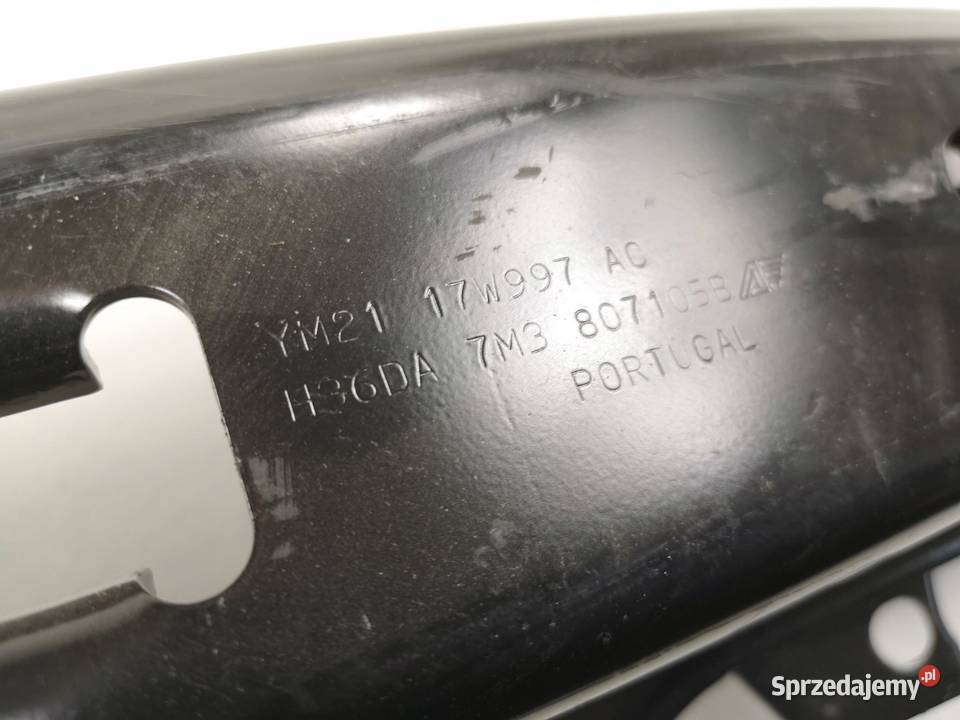 YM21 17W997 AC
H36DA 7M3 807105B
PORTUGAL
Sprzedajemy.pl